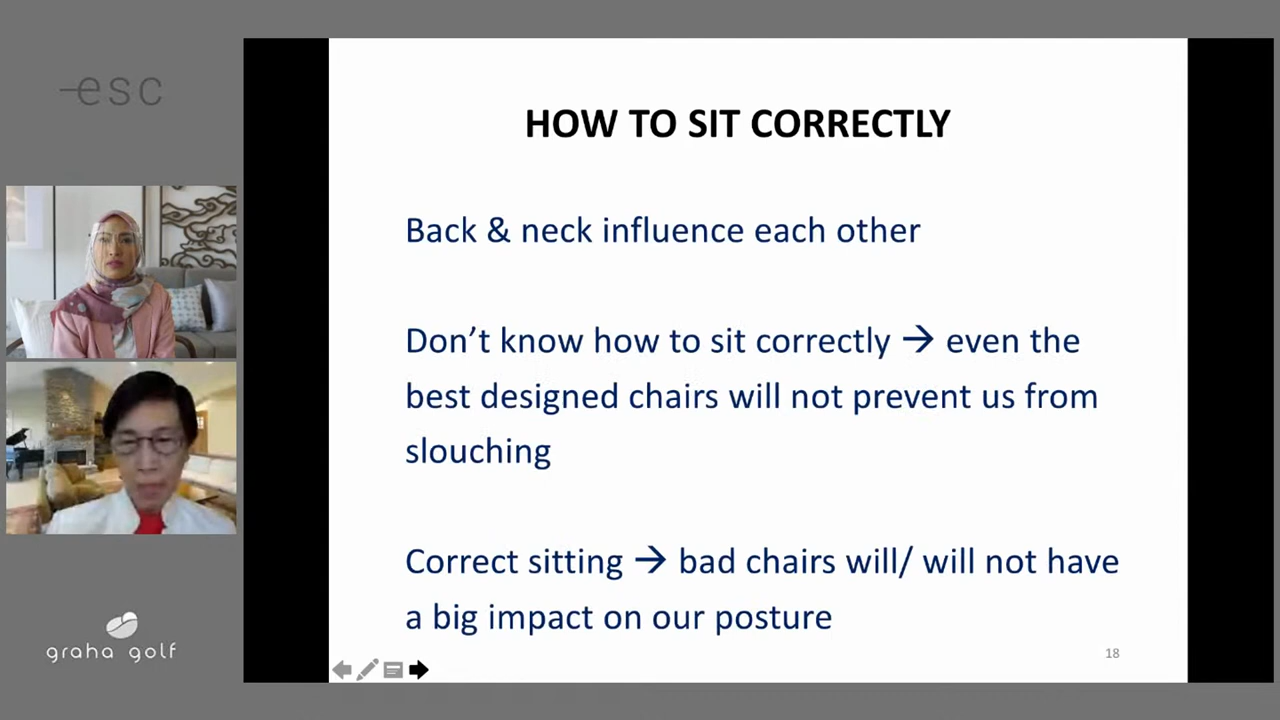 esc
HOW TO SIT CORRECTLY
Back & neck influence each other
Don’t know how to sit correctly → even the
best designed chairs will not prevent us from
slouching
Correct sitting → bad chairs will/ will not have
a big impact on our posture
18
graha golf